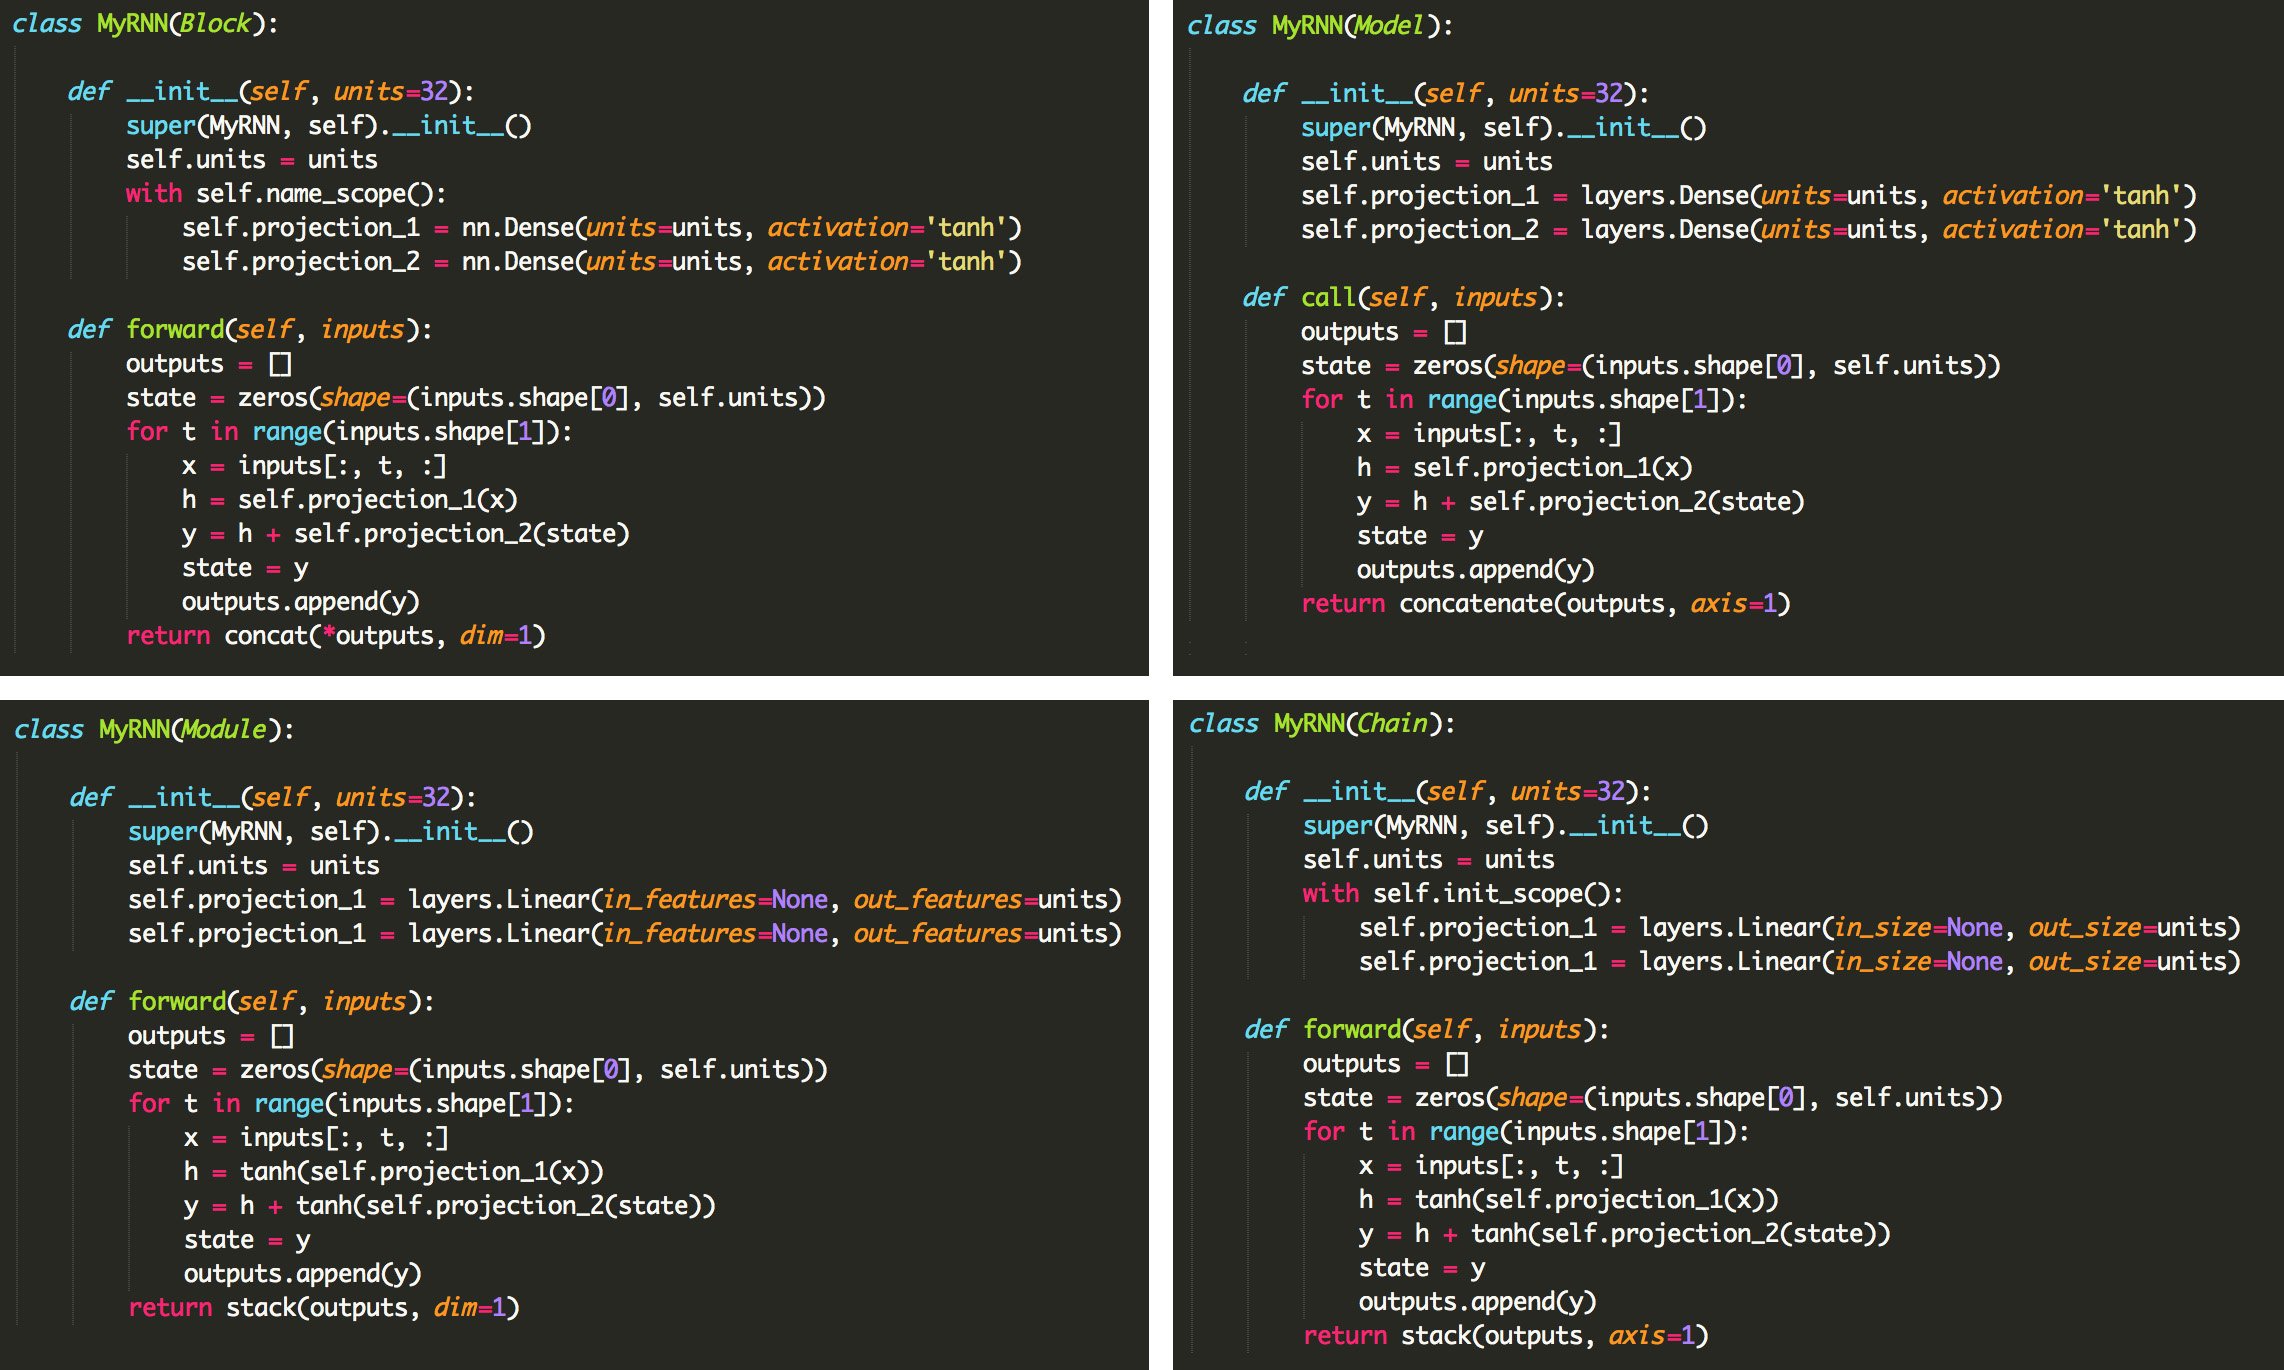 class MyRNN(Block):
    def __init__(self, units=32):
        super(MyRNN, self).__init__()
        self.units = units
        with self.name_scope():
            self.projection_1 = nn.Dense(units=units, activation='tanh')
            self.projection_2 = nn.Dense(units=units, activation='tanh')
    def forward(self, inputs):
        outputs = []
        state = zeros(shape=(inputs.shape[0], self.units))
        for t in range(inputs.shape[1]):
            x = inputs[:, t, :]
            h = self.projection_1(x)
            y = h + self.projection_2(state)
            state = y
            outputs.append(y)
        return concat(*outputs, dim=1)
class MyRNN(Model):
    def __init__(self, units=32):
        super(MyRNN, self).__init__()
        self.units = units
        self.projection_1 = layers.Dense(units=units, activation='tanh')
        self.projection_2 = layers.Dense(units=units, activation='tanh')
    def call(self, inputs):
        outputs = []
        state = zeros(shape=(inputs.shape[0], self.units))
        for t in range(inputs.shape[1]):
            x = inputs[:, t, :]
            h = self.projection_1(x)
            y = h + self.projection_2(state)
            state = y
            outputs.append(y)
        return concatenate(outputs, axis=1)
class MyRNN(Module):
    def __init__(self, units=32):
        super(MyRNN, self).__init__()
        self.units = units
        self.projection_1 = layers.Linear(in_features=None, out_features=units)
        self.projection_1 = layers.Linear(in_features=None, out_features=units)
    def forward(self, inputs):
        outputs = []
        state = zeros(shape=(inputs.shape[0], self.units))
        for t in range(inputs.shape[1]):
            x = inputs[:, t, :]
            h = tanh(self.projection_1(x))
            y = h + tanh(self.projection_2(state))
            state = y
            outputs.append(y)
        return stack(outputs, dim=1)
class MyRNN(Chain):
    def __init__(self, units=32):
        super(MyRNN, self).__init__()
        self.units = units
        with self.init_scope():
            self.projection_1 = layers.Linear(in_size=None, out_size=units)
            self.projection_1 = layers.Linear(in_size=None, out_size=units)
    def forward(self, inputs):
        outputs = []
        state = zeros(shape=(inputs.shape[0], self.units))
        for t in range(inputs.shape[1]):
            x = inputs[:, t, :]
            h = tanh(self.projection_1(x))
            y = h + tanh(self.projection_2(state))
            state = y
            outputs.append(y)
        return stack(outputs, axis=1)